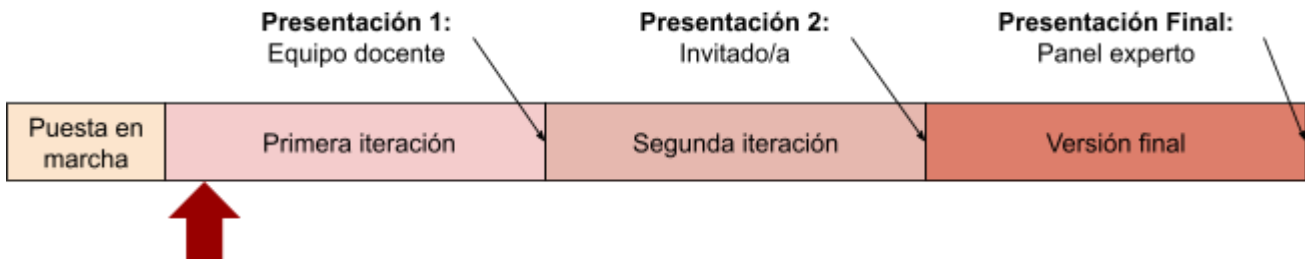 Presentación 1:
Equipo docente
Presentación 2:
Invitado/a
Presentación Final:
Panel experto
Puesta en
marcha
Primera iteración
Segunda iteración
Versión final